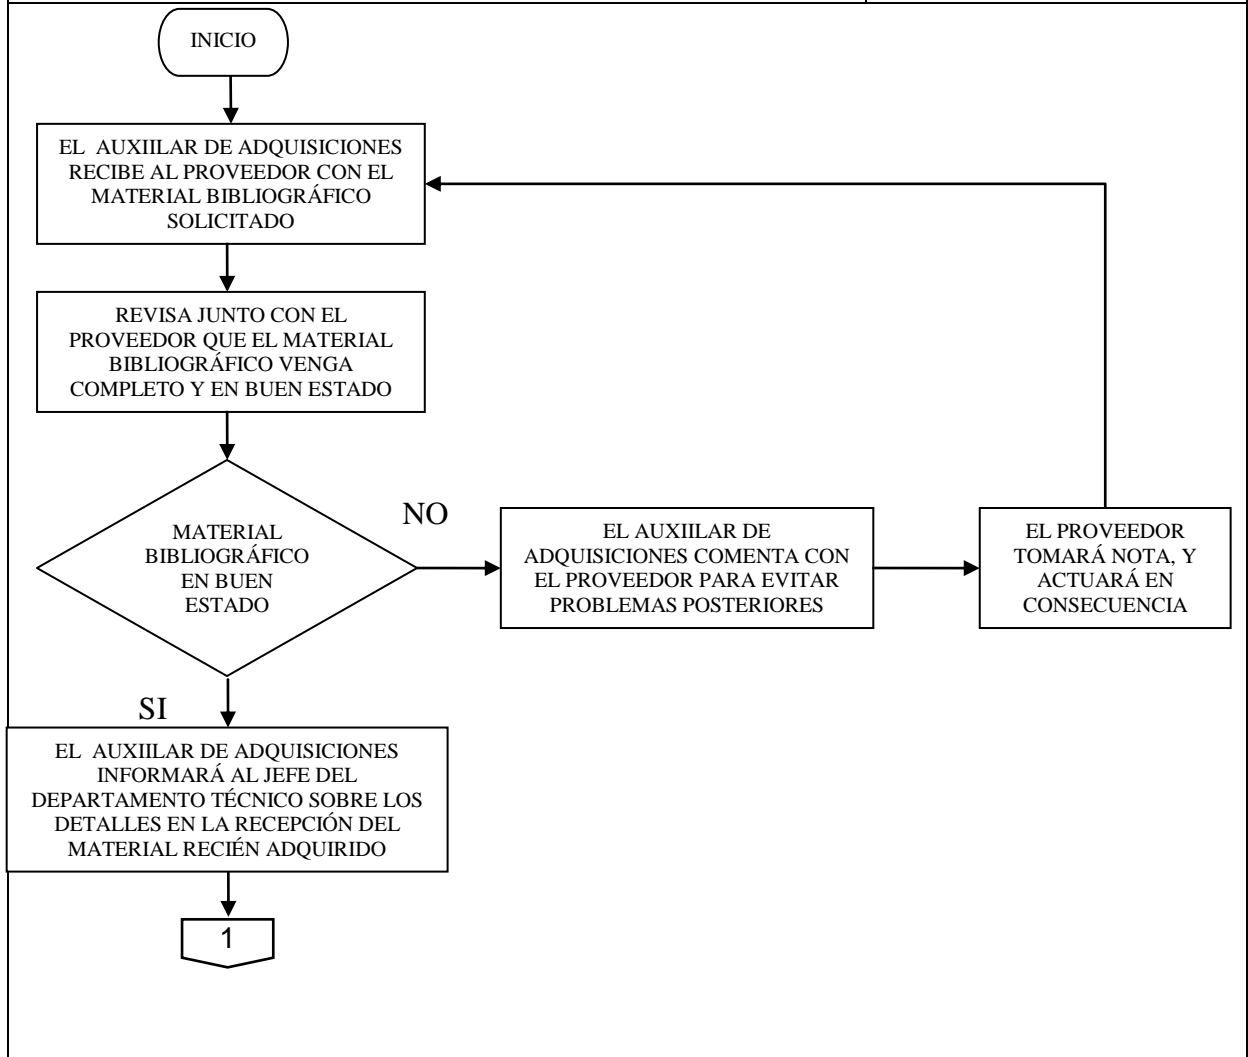 INICIO
EL AUXIILAR DE ADQUISICIONES
RECIBE AL PROVEEDOR CON EL
MATERIAL BIBLIOGRÁFICO
SOLICITADO
REVISA JUNTO CON EL
PROVEEDOR QUE EL MATERIAL
BIBLIOGRÁFICO VENGA
COMPLETO Y EN BUEN ESTADO
MATERIAL
BIBLIOGRÁFICO
EN BUEN
ESTADO
NO
EL AUXIILAR DE
ADQUISICIONES COMENTA CON
EL PROVEEDOR PARA EVITAR
PROBLEMAS POSTERIORES
EL PROVEEDOR
TOMARÁ NOTA, Y
ACTUARÁ EN
CONSECUENCIA
SI
EL AUXIILAR DE ADQUISICIONES
INFORMARÁ AL JEFE DEL
DEPARTAMENTO TÉCNICO SOBRE LOS
DETALLES EN LA RECEPCIÓN DEL
MATERIAL RECIÉN ADQUIRIDO
1